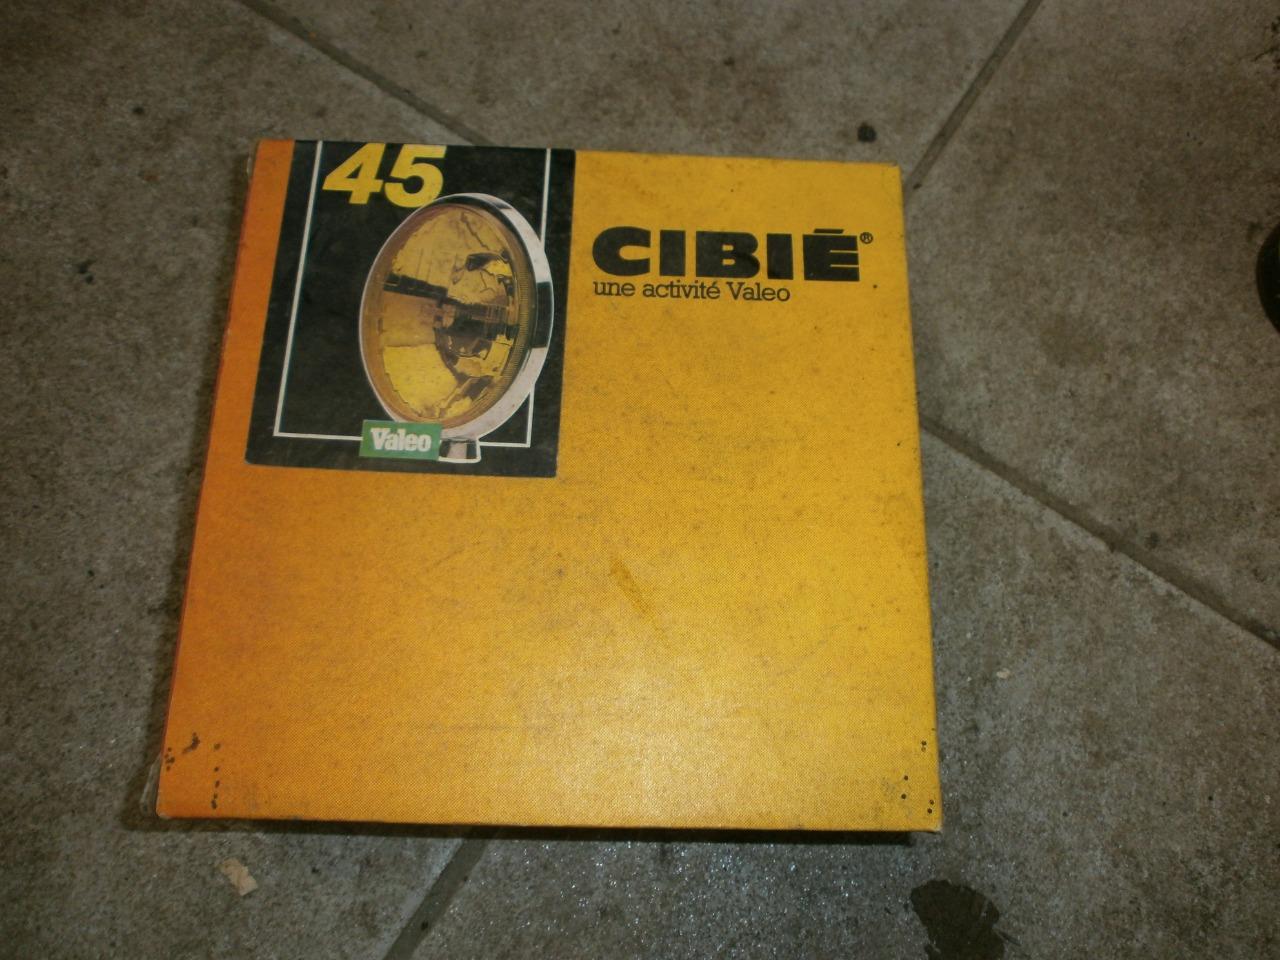 45
CIBIÉ®
une activité Valeo
Valeo